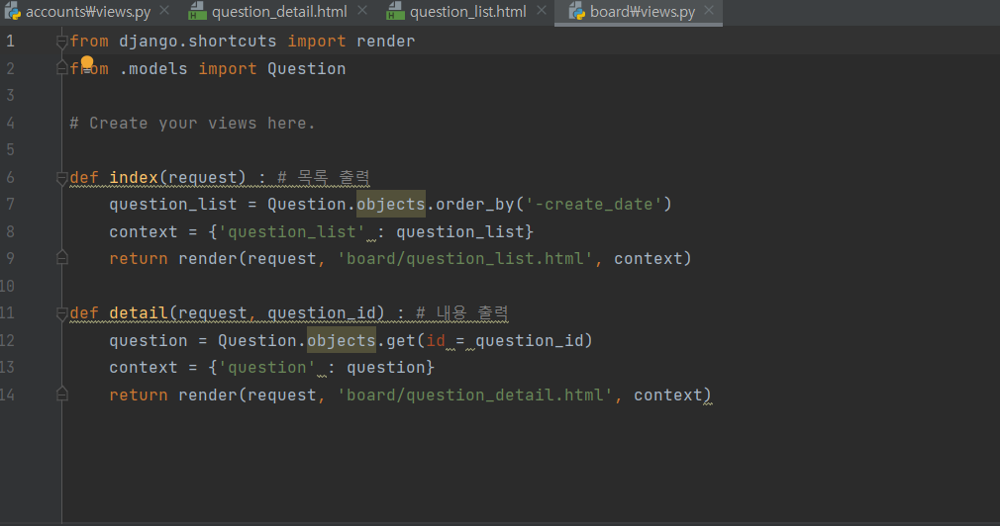 accounts₩views.py question_detail.html question_list.html board₩views.py
1 from django.shortcuts import render
2 from .models import Question
3
4 # Create your views here.
5
6 def index(request) : # 목록 출력
7 question_list = Question.objects.order_by('-create_date')
8 context = {'question_list' : question_list}
9 return render(request, 'board/question_list.html', context)
10
11 def detail(request, question_id) : # 내용 출력
12 question = Question.objects.get(id = question_id)
13 context = {'question' : question}
14 return render(request, 'board/question_detail.html', context)